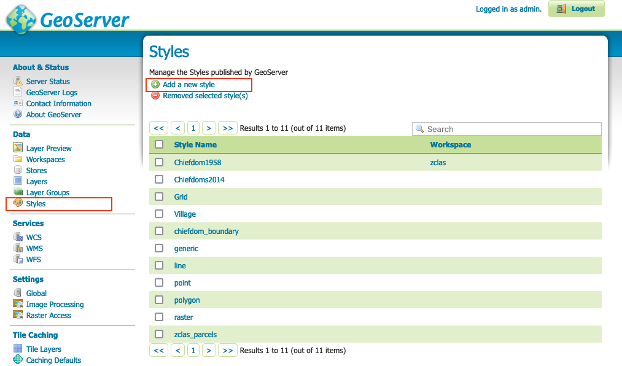 GeoServer
Logged in as admin.
Logout
About & Status
Server Status
GeoServer Logs
Contact Information
About GeoServer
Data
Layer Preview
Workspaces
Stores
Layers
Layer Groups
Styles
Services
WCS
WMS
WFS
Settings
Global
Image Processing
Raster Access
Tile Caching
Tile Layers
Caching Defaults
Styles
Manage the Styles published by GeoServer
Add a new style
Removed selected style(s)
<< < 1 > >> Results 1 to 11 (out of 11 items) Search
Style Name Workspace
Chiefdom1958 zclas
Chiefdoms2014
Grid
Village
chiefdom_boundary
generic
line
point
polygon
raster
zclas_parcels
<< < 1 > >> Results 1 to 11 (out of 11 items)